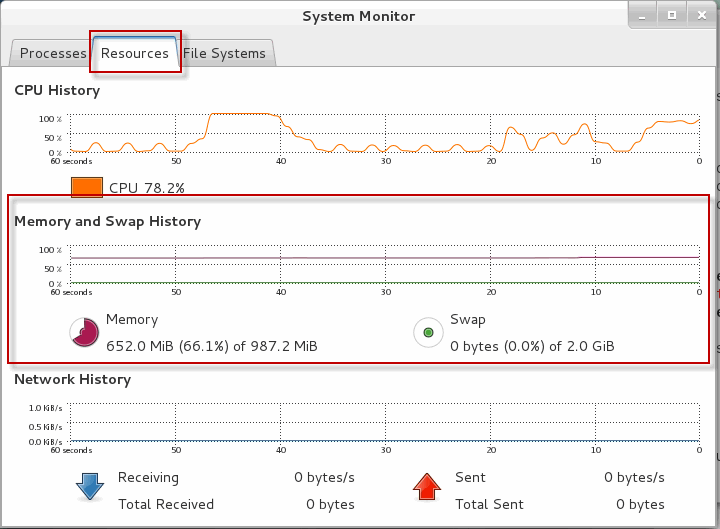 System Monitor
Processes Resources File Systems
CPU History
100 %
50 %
0 %
60 seconds 50 40 30 20 10 0
CPU 78.2%
Memory and Swap History
100 %
50 %
0 %
60 seconds 50 40 30 20 10 0
Memory Swap
652.0 MiB (66.1%) of 987.2 MiB 0 bytes (0.0%) of 2.0 GiB
Network History
1.0 KiB/s
0.5 KiB/s
0.0 KiB/s
60 seconds 50 40 30 20 10 0
Receiving 0 bytes/s Sent 0 bytes/s
Total Received 0 bytes Total Sent 0 bytes